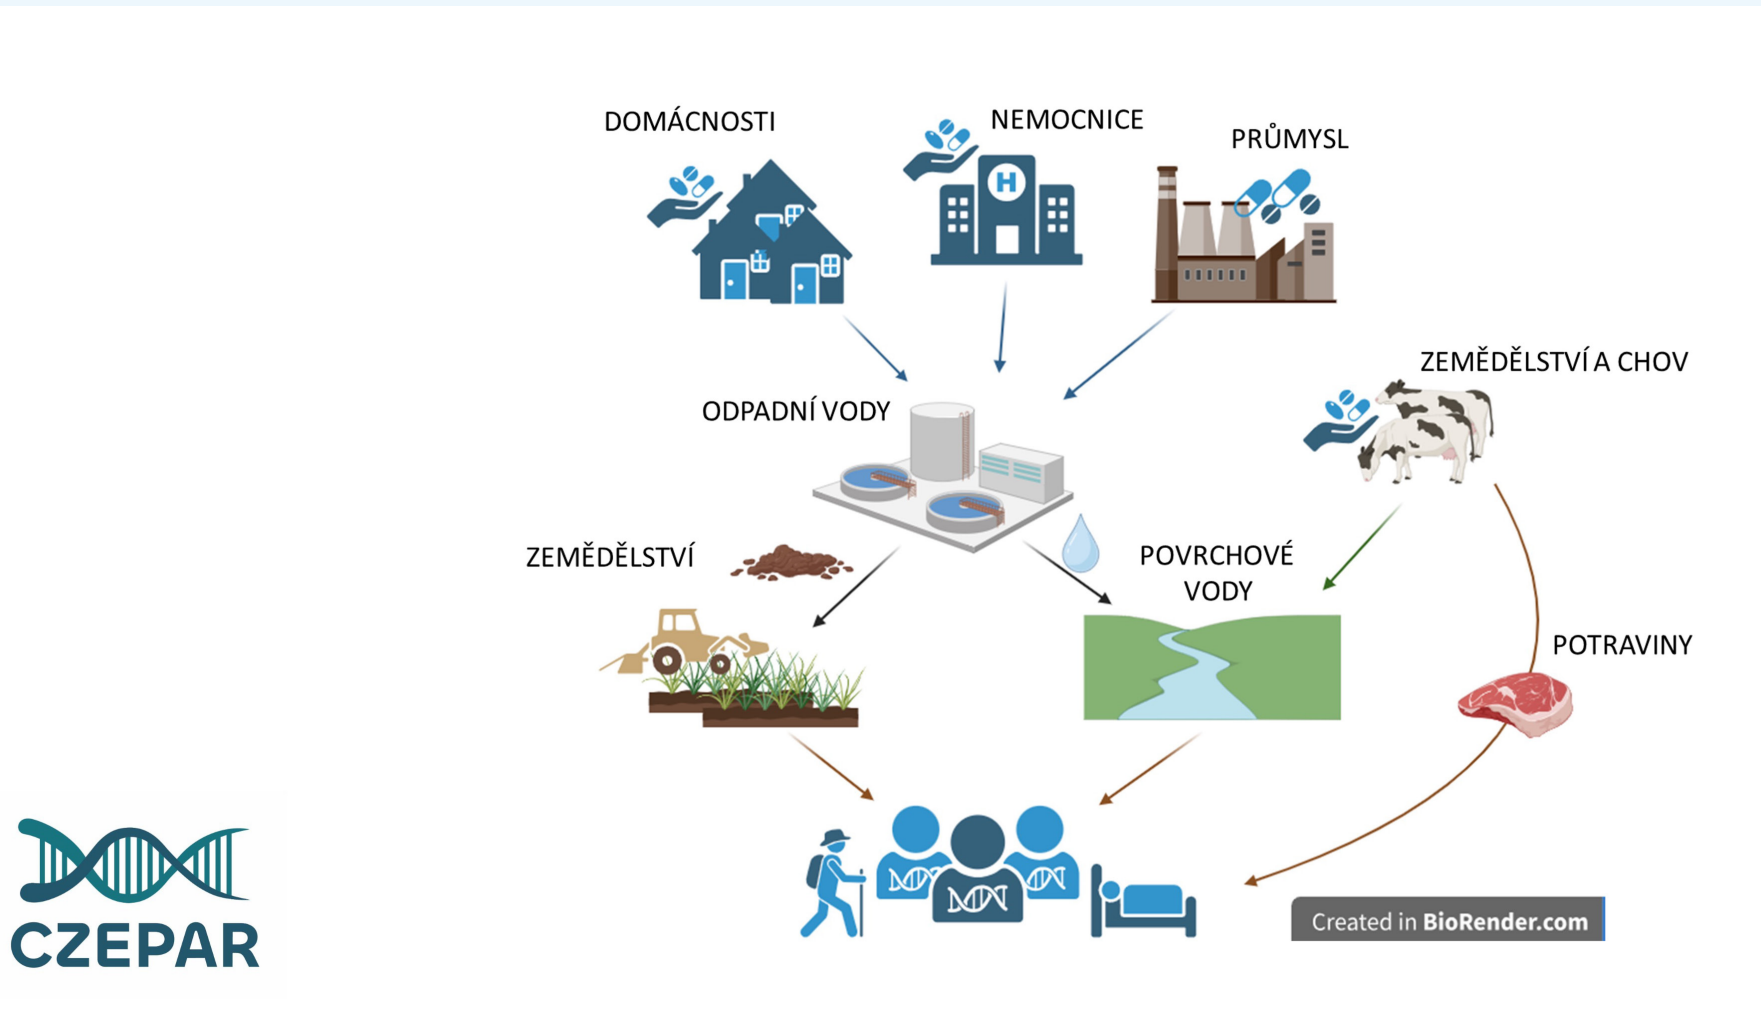 DOMÁCNOSTI
NEMOCNICE
PRŮMYSL
H
ZEMĚDĚLSTVÍ A CHOV
ODPADNÍ VODY
ZEMĚDĚLSTVÍ
POVRCHOVÉ
VODY
POTRAVINY
CZEPAR
Created in BioRender.com